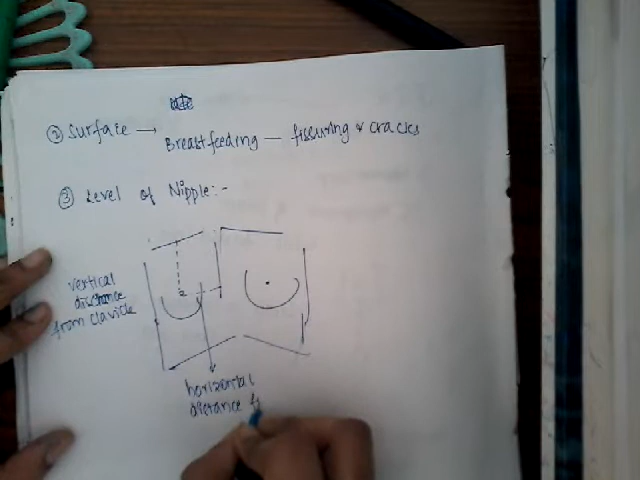 ② Surface →
Breastfeeding — fissuring & cracks
③ Level of Nipple:-
vertical
distance
from clavicle
horizontal
distance f